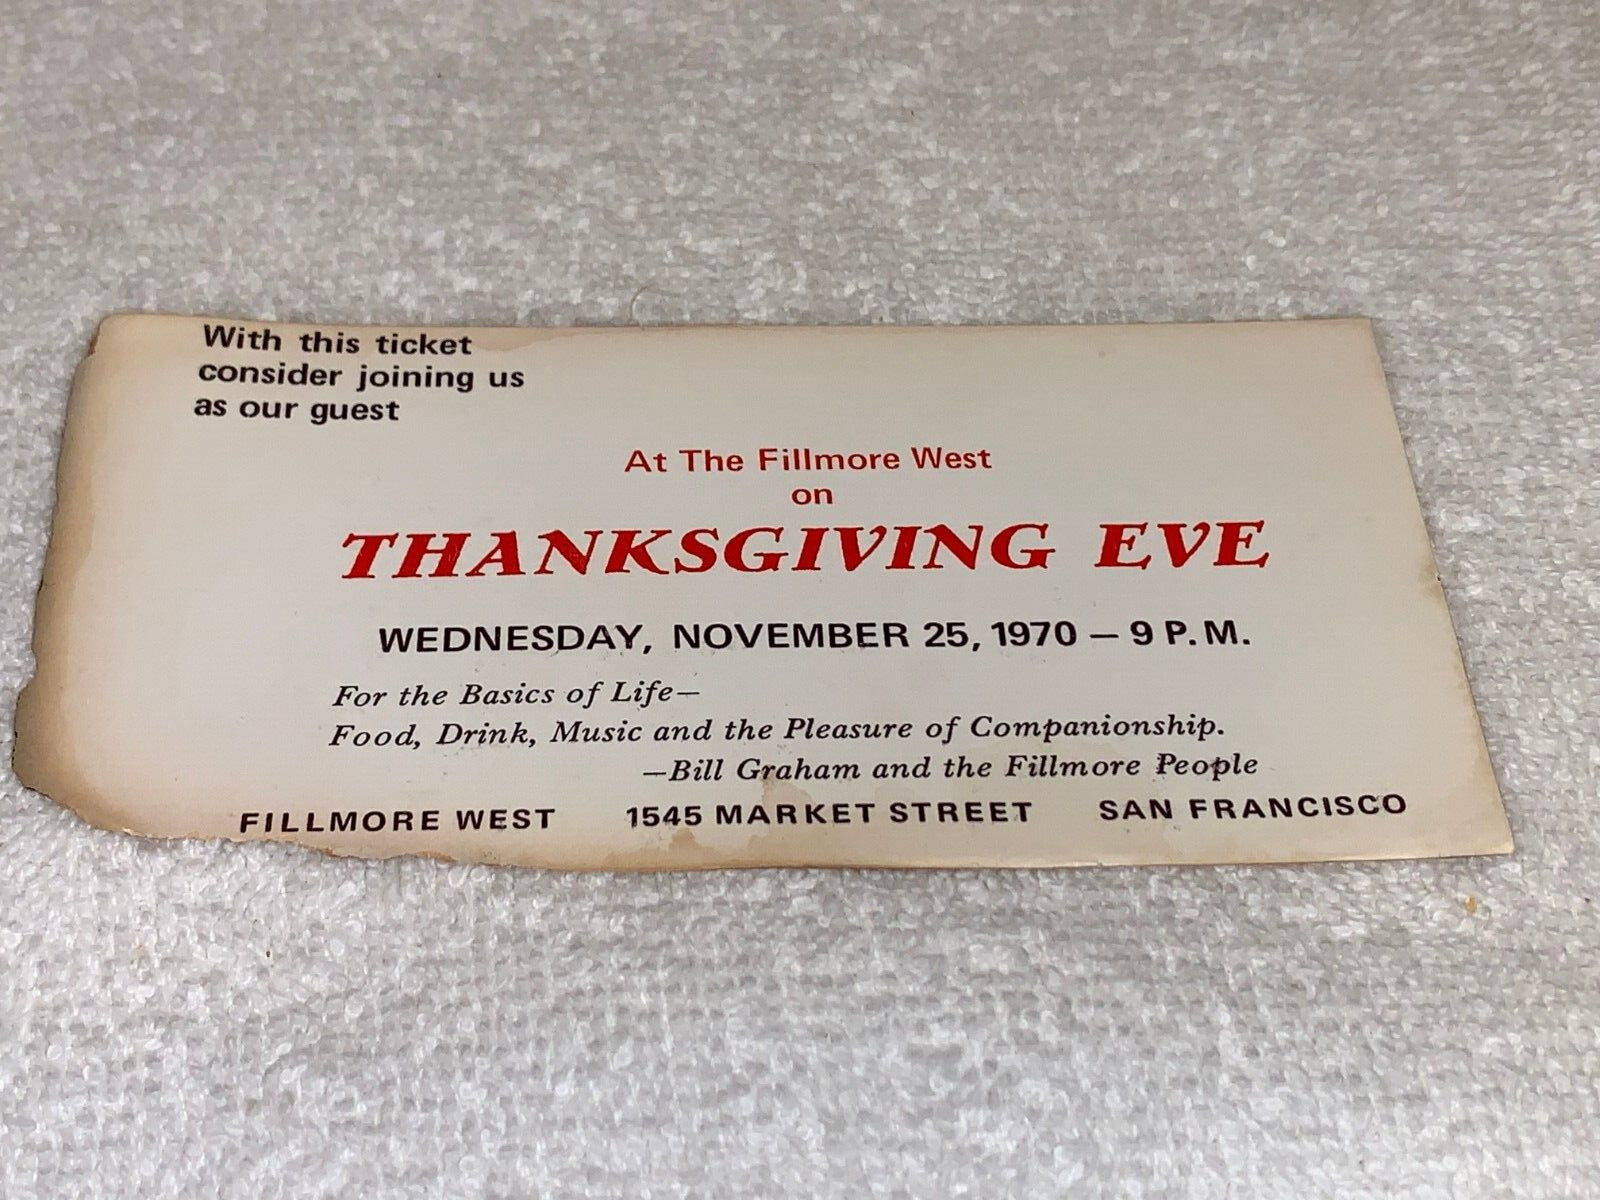 With this ticket
consider joining us
as our guest
At The Fillmore West
on
THANKSGIVING EVE
WEDNESDAY, NOVEMBER 25, 1970 — 9 P. M.
For the Basics of Life—
Food, Drink, Music and the Pleasure of Companionship.
—Bill Graham and the Fillmore People
FILLMORE WEST 1545 MARKET STREET SAN FRANCISCO